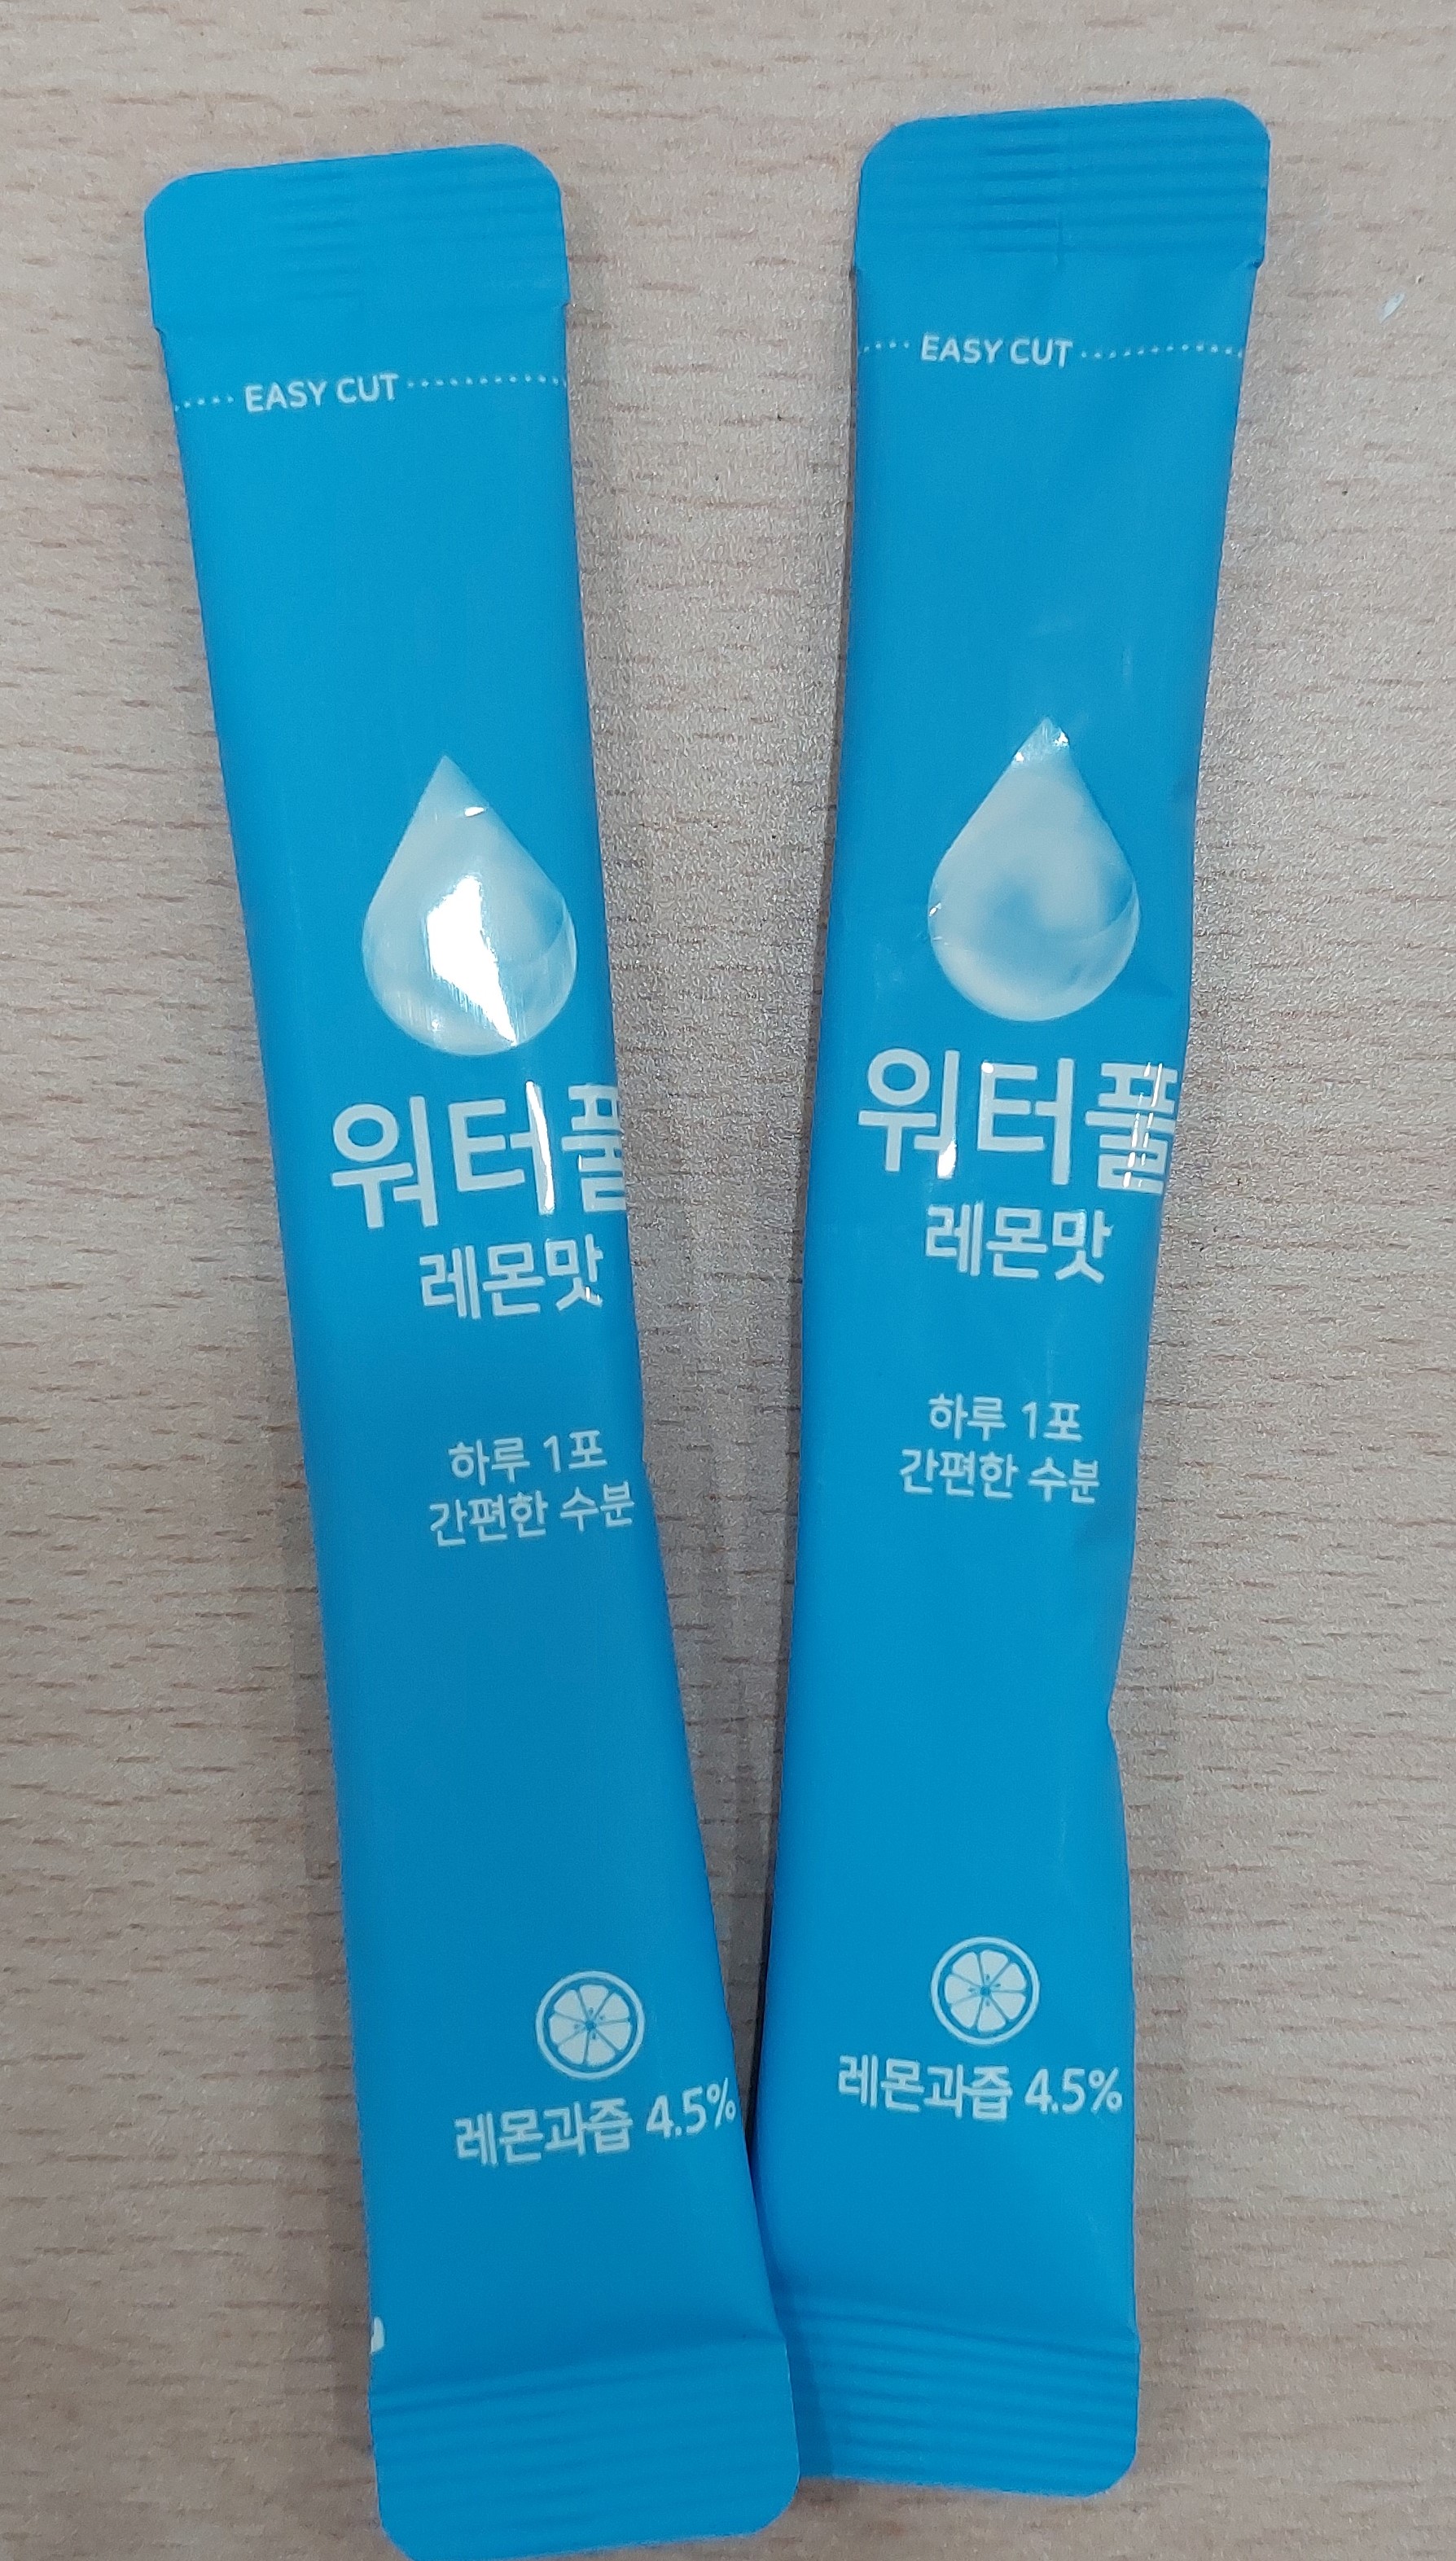 EASY CUT
워터풀
레몬맛
하루 1포
간편한 수분
레몬과즙 4.5%
EASY CUT
워터풀
레몬맛
하루 1포
간편한 수분
레몬과즙 4.5%